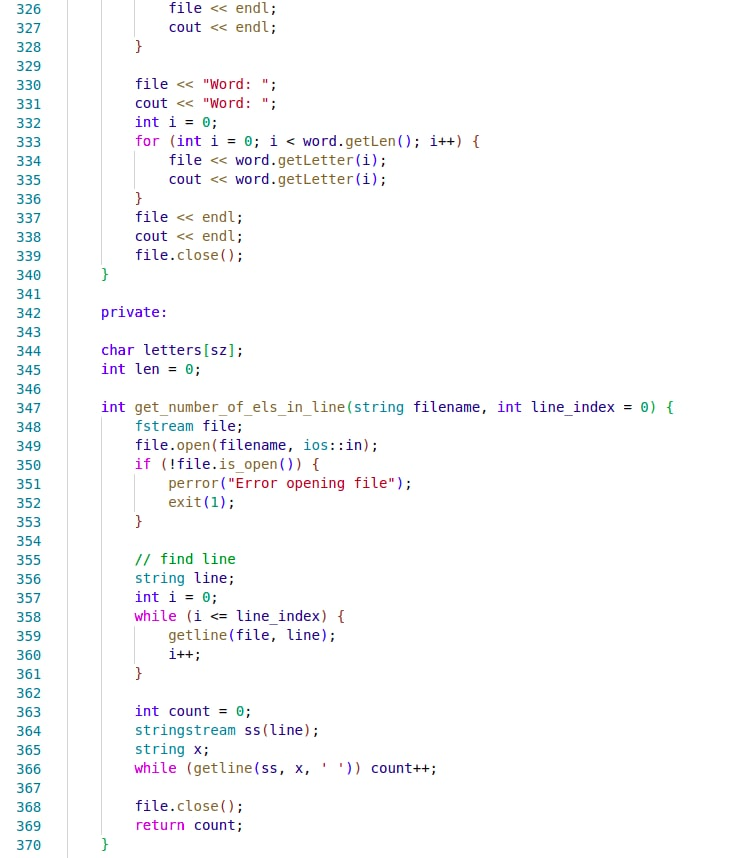 326 file << endl;
327 cout << endl;
328 }
329
330 file << "Word: ";
331 cout << "Word: ";
332 int i = 0;
333 for (int i = 0; i < word.getLen(); i++) {
334 file << word.getLetter(i);
335 cout << word.getLetter(i);
336 }
337 file << endl;
338 cout << endl;
339 file.close();
340 }
341
342 private:
343
344 char letters[sz];
345 int len = 0;
346
347 int get_number_of_els_in_line(string filename, int line_index = 0) {
348 fstream file;
349 file.open(filename, ios::in);
350 if (!file.is_open()) {
351 perror("Error opening file");
352 exit(1);
353 }
354
355 // find line
356 string line;
357 int i = 0;
358 while (i <= line_index) {
359 getline(file, line);
360 i++;
361 }
362
363 int count = 0;
364 stringstream ss(line);
365 string x;
366 while (getline(ss, x, ' ')) count++;
367
368 file.close();
369 return count;
370 }